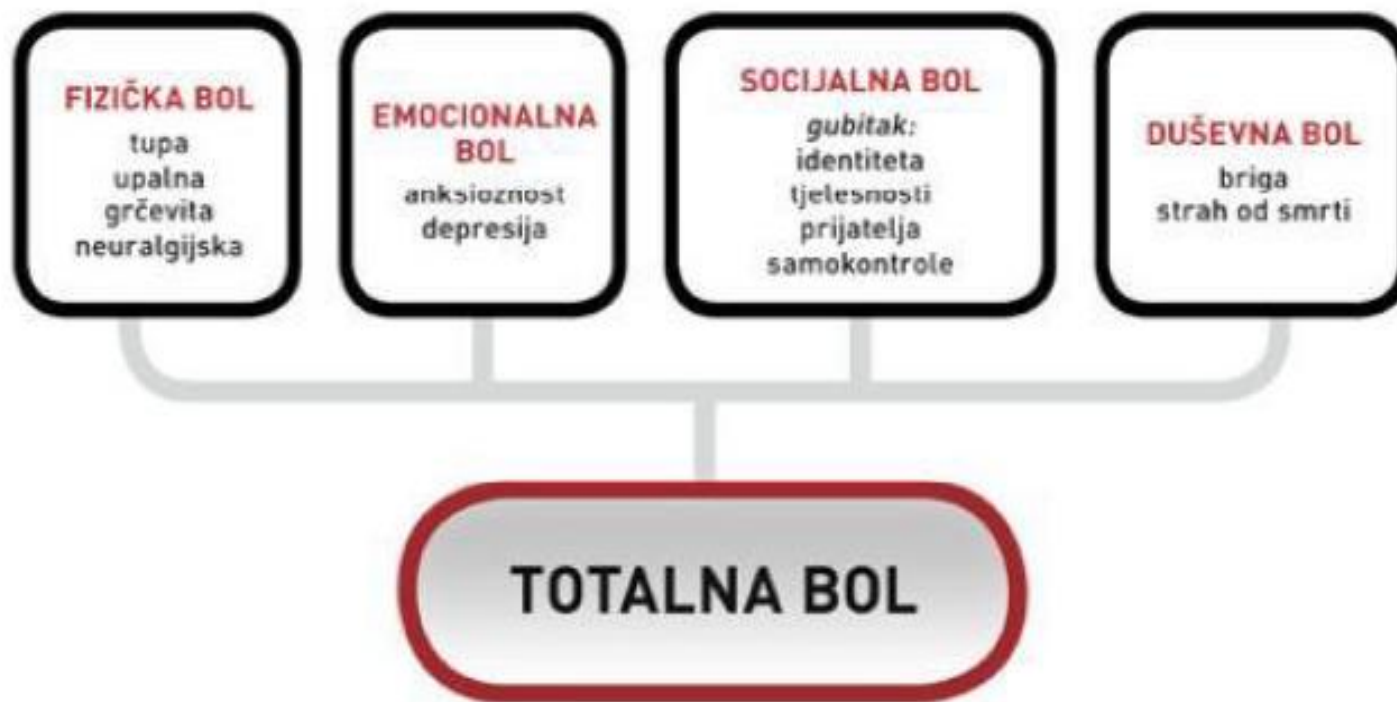 FIZIČKA BOL
tupa
upalna
grčevita
neuralgijska
EMOCIONALNA
BOL
anksioznost
depresija
SOCIJALNA BOL
gubitak:
identiteta
tjelesnosti
prijatelja
samokontrole
DUŠEVNA BOL
briga
strah od smrti
TOTALNA BOL